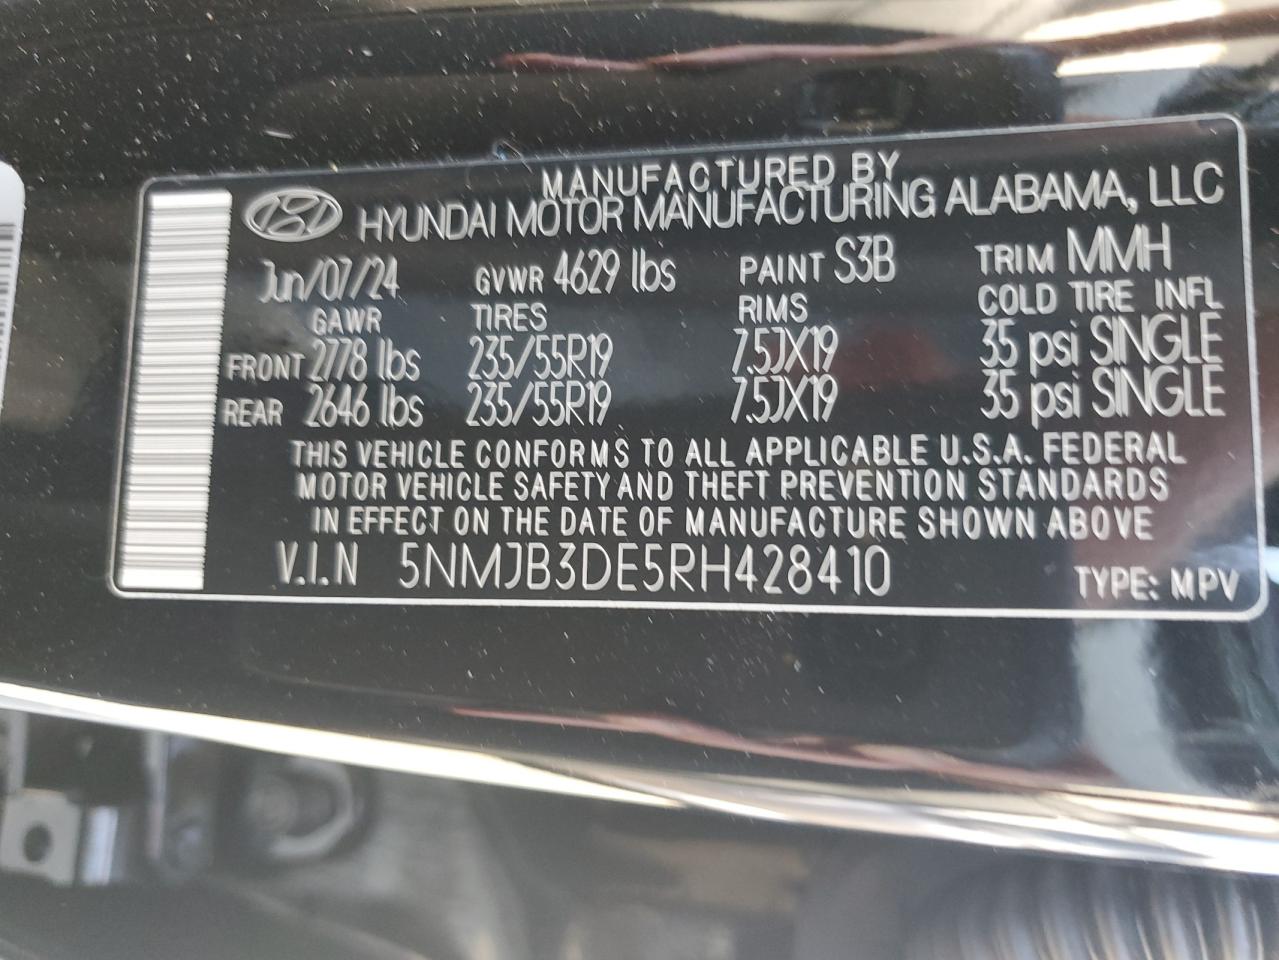 MANUFACTURED BY
HYUNDAI MOTOR MANUFACTURING ALABAMA, LLC
Jun/07/24 GVWR 4629 lbs PAINT S3B TRIM MMH
GAWR TIRES RIMS COLD TIRE INFL
FRONT 2778 lbs 235/55R19 7.5JX19 35 psi SINGLE
REAR 2646 lbs 235/55R19 7.5JX19 35 psi SINGLE
THIS VEHICLE CONFORMS TO ALL APPLICABLE U.S.A. FEDERAL
MOTOR VEHICLE SAFETY AND THEFT PREVENTION STANDARDS
IN EFFECT ON THE DATE OF MANUFACTURE SHOWN ABOVE
V.I.N 5NMJB3DE5RH428410 TYPE: MPV